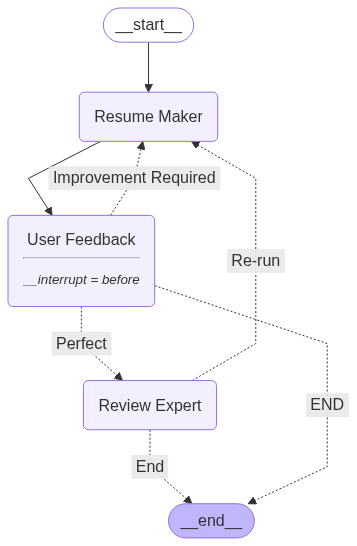 __start__
Resume Maker
Improvement Required
User Feedback
__interrupt = before
Re-run
Perfect
Review Expert
END
End
__end__